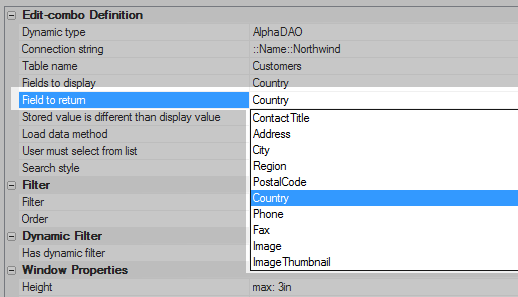 Edit-combo Definition
Dynamic type AlphaDAO
Connection string ::Name::Northwind
Table name Customers
Fields to display Country
Field to return Country
Stored value is different than display value
Load data method
User must select from list
Search style
ContactTitle
Address
City
Region
PostalCode
Country
Phone
Fax
Image
ImageThumbnail
Filter
Filter
Order
Dynamic Filter
Has dynamic filter
Window Properties
Height max: 3in